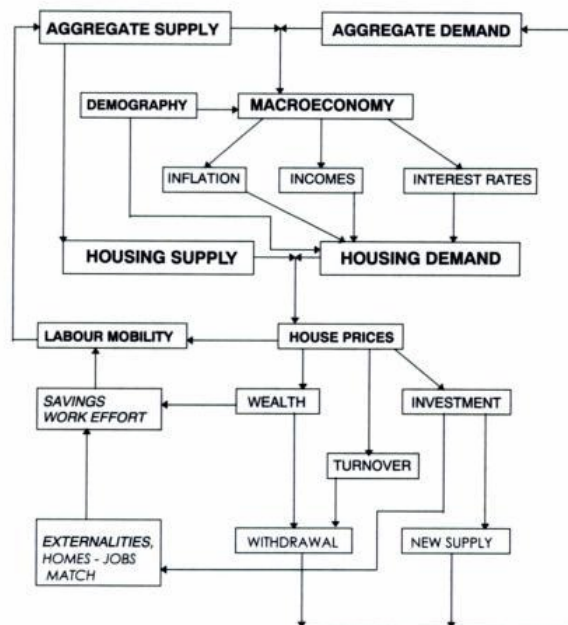 AGGREGATE SUPPLY
AGGREGATE DEMAND
DEMOGRAPHY
MACROECONOMY
INFLATION
INCOMES
INTEREST RATES
HOUSING SUPPLY
HOUSING DEMAND
LABOUR MOBILITY
HOUSE PRICES
SAVINGS
WORK EFFORT
WEALTH
INVESTMENT
TURNOVER
EXTERNALITIES,
HOMES - JOBS
MATCH
WITHDRAWAL
NEW SUPPLY